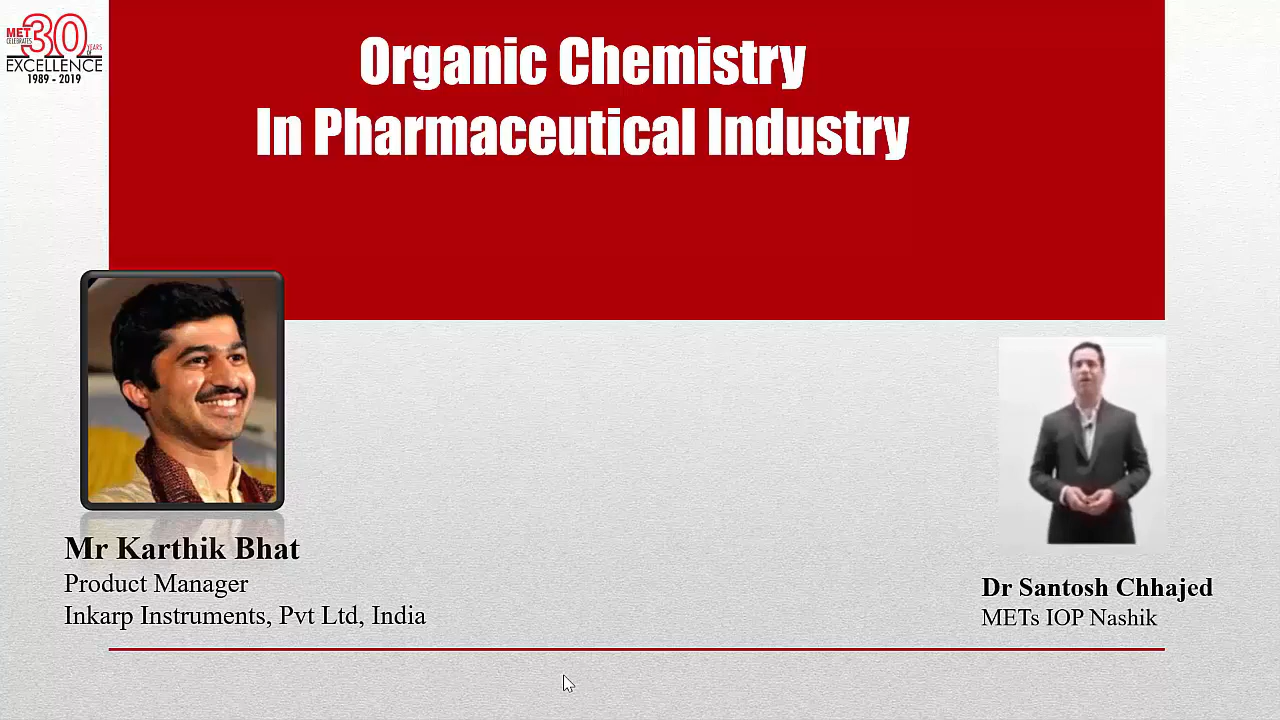 MET 30 YEARS
CELEBRATES OF
EXCELLENCE
1989 - 2019
Organic Chemistry
In Pharmaceutical Industry
Mr Karthik Bhat
Product Manager
Inkarp Instruments, Pvt Ltd, India
Dr Santosh Chhajed
METs IOP Nashik